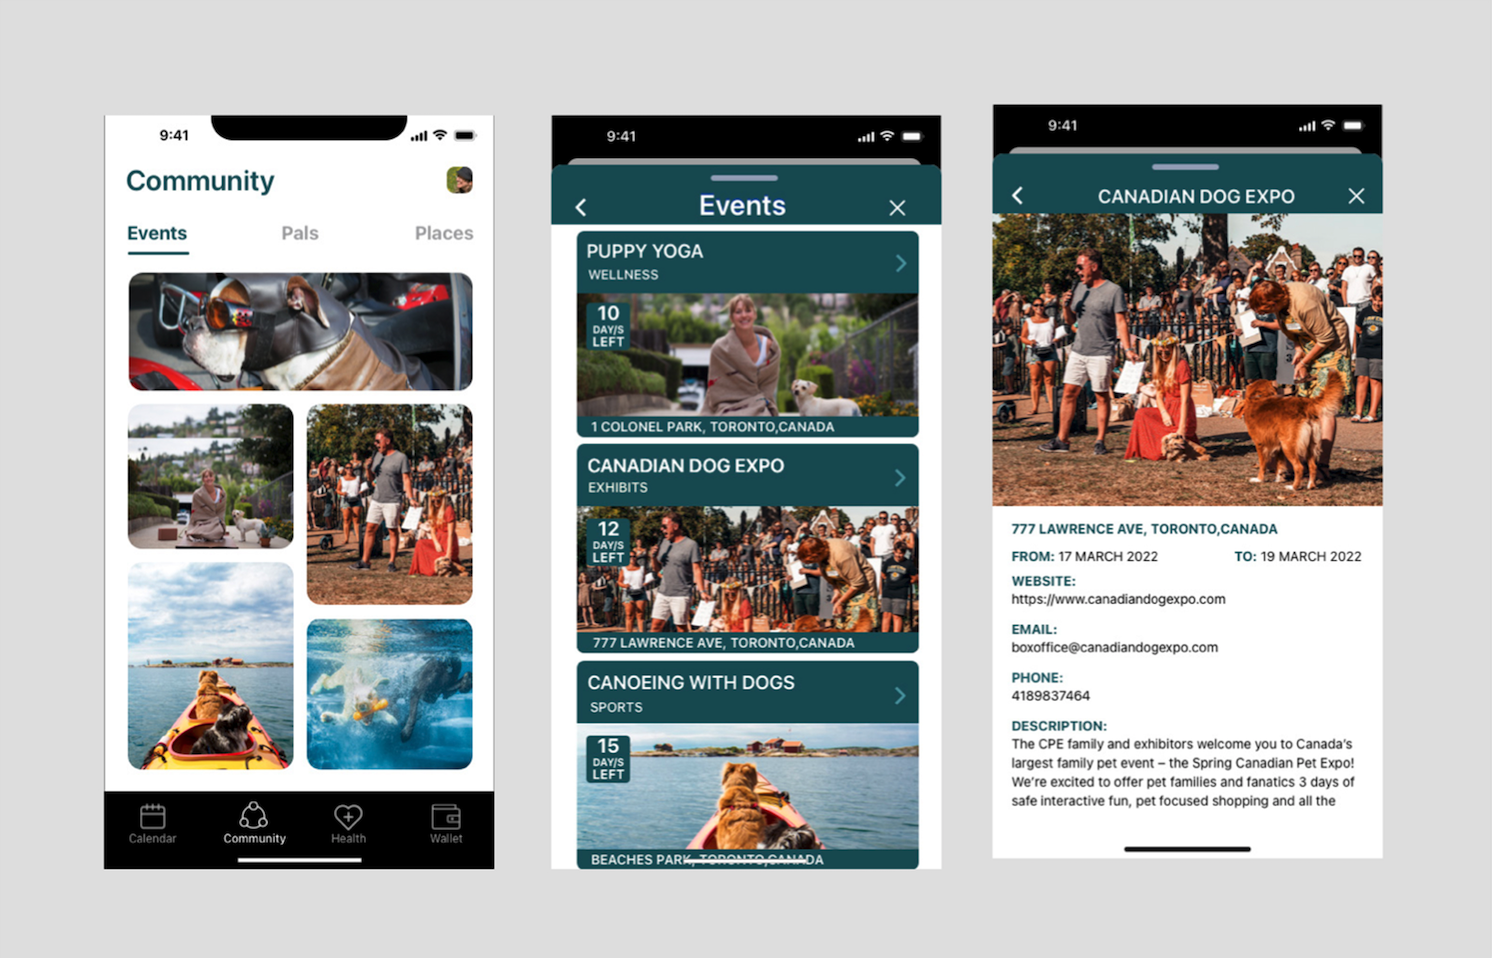 9:41
Community
Events Pals Places
Calendar Community Health Wallet
9:41
Events
PUPPY YOGA
WELLNESS
10
DAY/S
LEFT
1 COLONEL PARK, TORONTO,CANADA
CANADIAN DOG EXPO
EXHIBITS
12
DAY/S
LEFT
777 LAWRENCE AVE, TORONTO,CANADA
CANOEING WITH DOGS
SPORTS
15
DAY/S
LEFT
BEACHES PARK, TORONTO,CANADA
9:41
CANADIAN DOG EXPO
777 LAWRENCE AVE, TORONTO,CANADA
FROM: 17 MARCH 2022 TO: 19 MARCH 2022
WEBSITE:
https://www.canadiandogexpo.com
EMAIL:
boxoffice@canadiandogexpo.com
PHONE:
4189837464
DESCRIPTION:
The CPE family and exhibitors welcome you to Canada's
largest family pet event – the Spring Canadian Pet Expo!
We're excited to offer pet families and fanatics 3 days of
safe interactive fun, pet focused shopping and all the